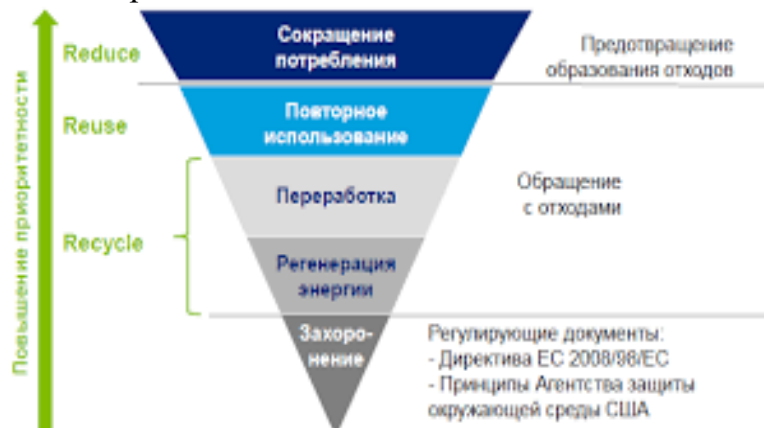 Сокращение
потребления
Reduce
Предотвращение
образования отходов
Reuse
Повторное
использование
Переработка
Обращение
с отходами
Recycle
Регенерация
энергии
Захоро-
нение
Регулирующие документы:
- Директива ЕС 2008/98/ЕС
- Принципы Агентства защиты
окружающей среды США
Повышение приоритетности